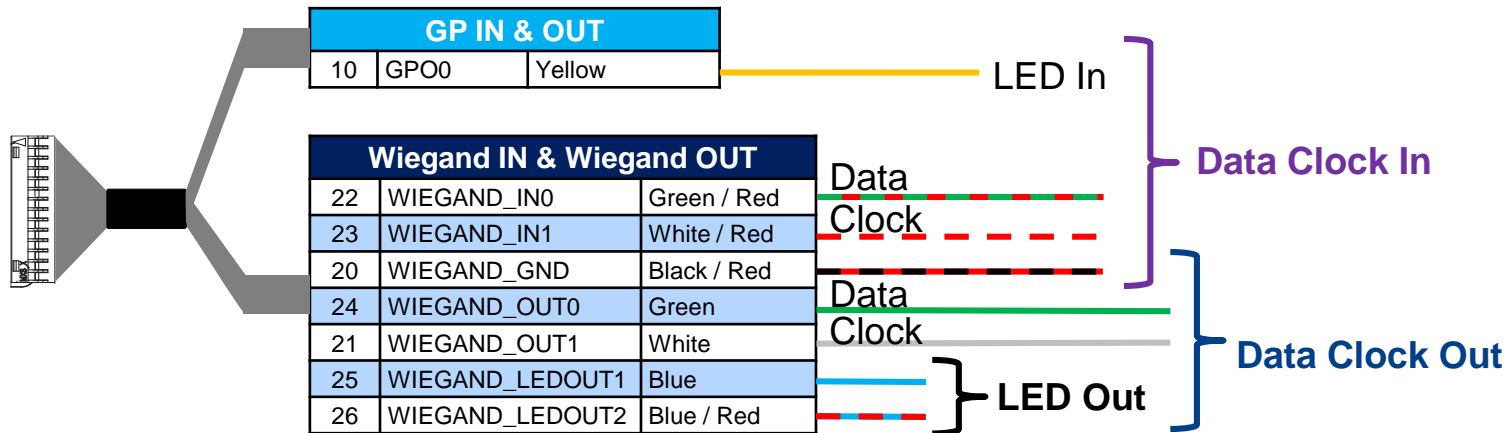 GP IN & OUT
10 GPO0 Yellow
LED In
Wiegand IN & Wiegand OUT
22 WIEGAND_IN0 Green / Red
Data
23 WIEGAND_IN1 White / Red
Clock
20 WIEGAND_GND Black / Red
24 WIEGAND_OUT0 Green
Data
21 WIEGAND_OUT1 White
Clock
25 WIEGAND_LEDOUT1 Blue
26 WIEGAND_LEDOUT2 Blue / Red
LED Out
Data Clock In
Data Clock Out